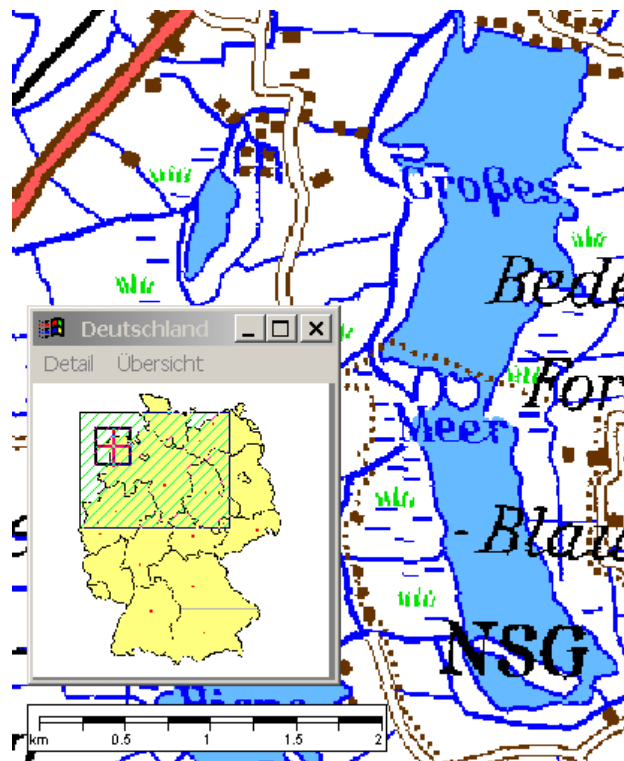 Großes
Bede
Deutschland
Detail Übersicht
For
Meer
-Blau
NSG
km 0.5 1 1.5 2